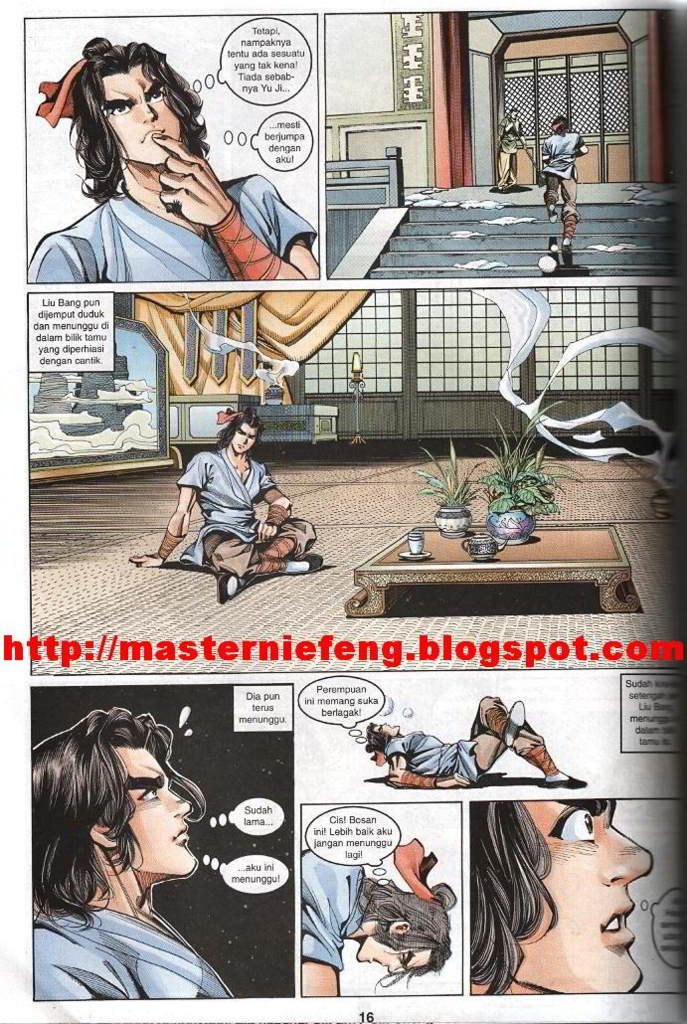 Tetapi,
nampaknya
tentu ada sesuatu
yang tak kena!
Tiada sebab-
nya Yu Ji...
...mesti
berjumpa
dengan
aku!
Liu Bang pun
dijemput duduk
dan menunggu di
dalam bilik tamu
yang diperhiasi
dengan cantik.
http://masterniefeng.blogspot.com
Dia pun
terus
menunggu.
Sudah
lama...
...aku ini
menunggu!
Perempuan
ini memang suka
berlagak!
Sudah
setengah
Liu Bang
menunggu
dalam bilik
tamu itu.
Cis! Bosan
ini! Lebih baik aku
jangan menunggu
lagi!
16